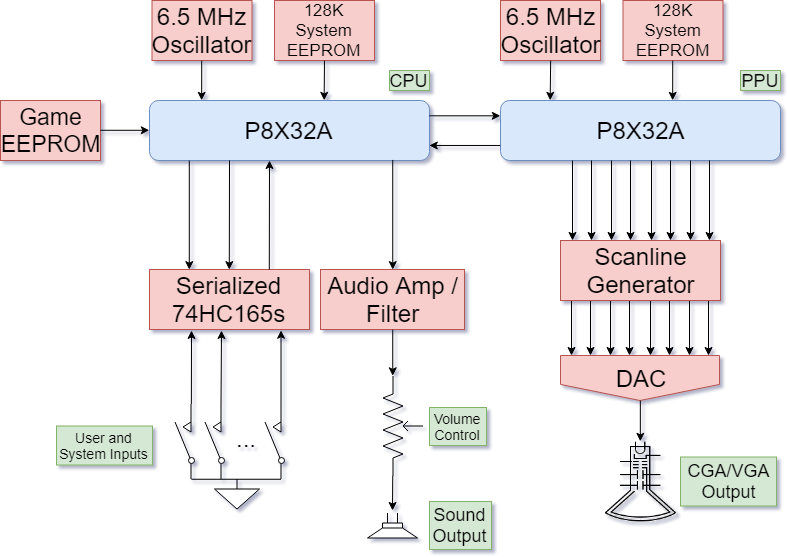 6.5 MHz
Oscillator
128K
System
EEPROM
6.5 MHz
Oscillator
128K
System
EEPROM
CPU
PPU
Game
EEPROM
P8X32A
P8X32A
Serialized
74HC165s
Audio Amp /
Filter
Scanline
Generator
DAC
User and
System Inputs
...
Volume
Control
CGA/VGA
Output
Sound
Output